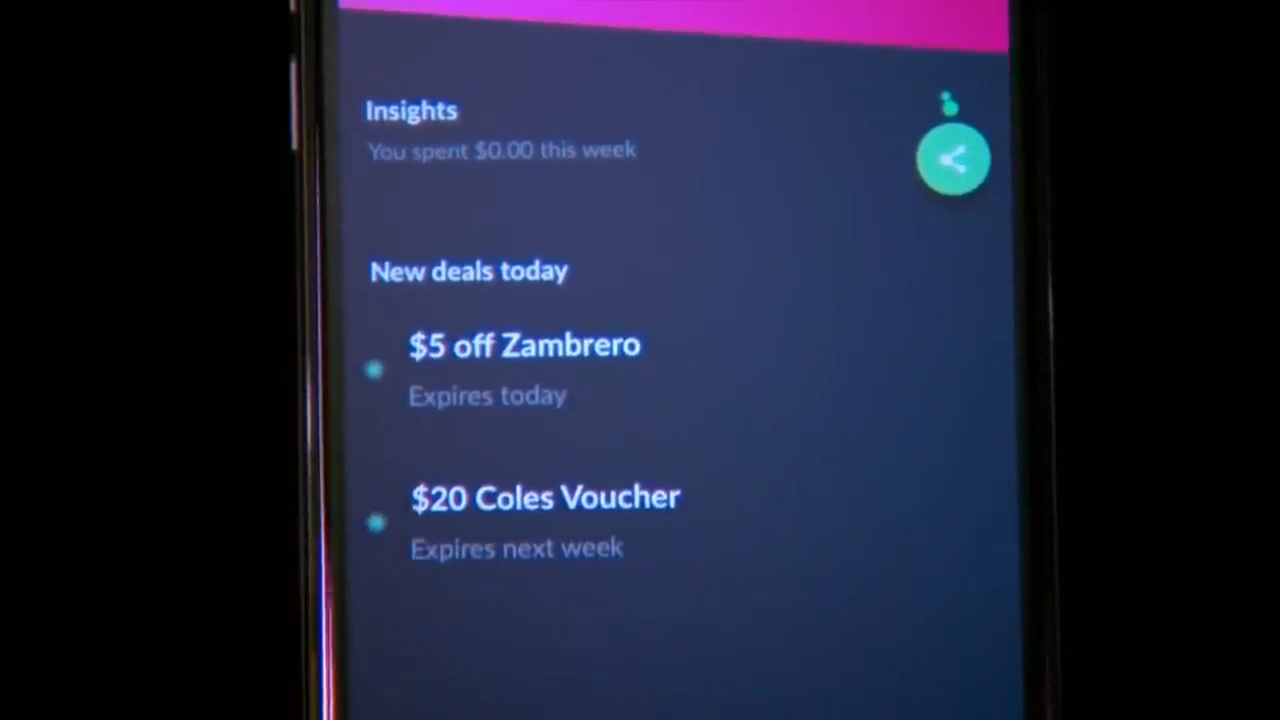 Insights
You spent $0.00 this week
New deals today
$5 off Zambrero
Expires today
$20 Coles Voucher
Expires next week